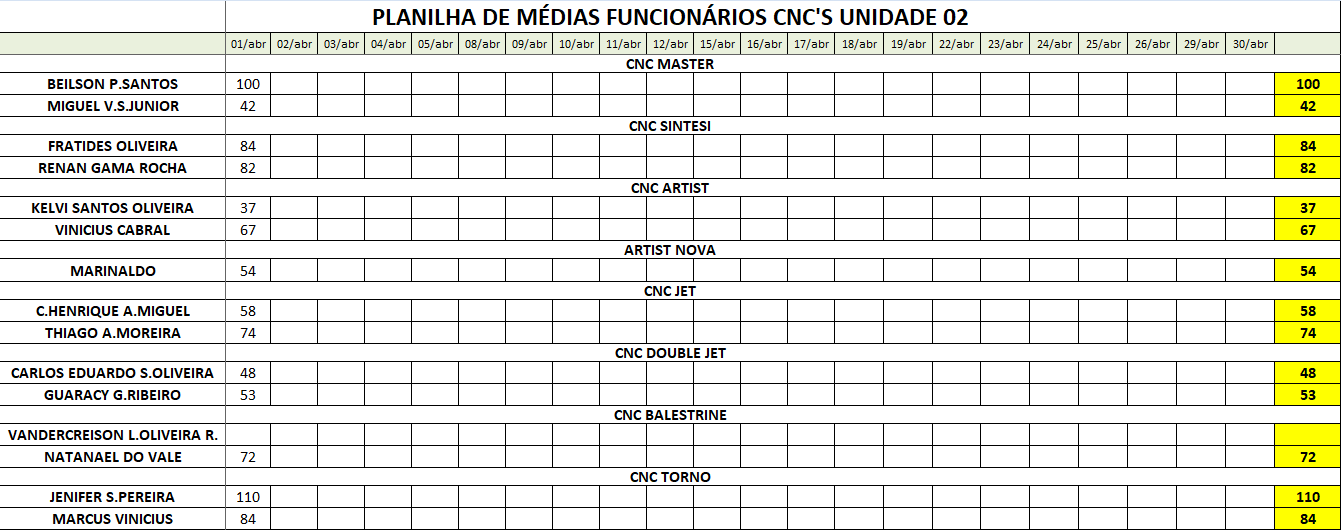 PLANILHA DE MÉDIAS FUNCIONÁRIOS CNC'S UNIDADE 02
01/abr 02/abr 03/abr 04/abr 05/abr 08/abr 09/abr 10/abr 11/abr 12/abr 15/abr 16/abr 17/abr 18/abr 19/abr 22/abr 23/abr 24/abr 25/abr 26/abr 29/abr 30/abr
CNC MASTER
BEILSON P.SANTOS 100 100
MIGUEL V.S.JUNIOR 42 42
CNC SINTESI
FRATIDES OLIVEIRA 84 84
RENAN GAMA ROCHA 82 82
CNC ARTIST
KELVI SANTOS OLIVEIRA 37 37
VINICIUS CABRAL 67 67
ARTIST NOVA
MARINALDO 54 54
CNC JET
C.HENRIQUE A.MIGUEL 58 58
THIAGO A.MOREIRA 74 74
CNC DOUBLE JET
CARLOS EDUARDO S.OLIVEIRA 48 48
GUARACY G.RIBEIRO 53 53
CNC BALESTRINE
VANDERCREISON L.OLIVEIRA R.
NATANAEL DO VALE 72 72
CNC TORNO
JENIFER S.PEREIRA 110 110
MARCUS VINICIUS 84 84